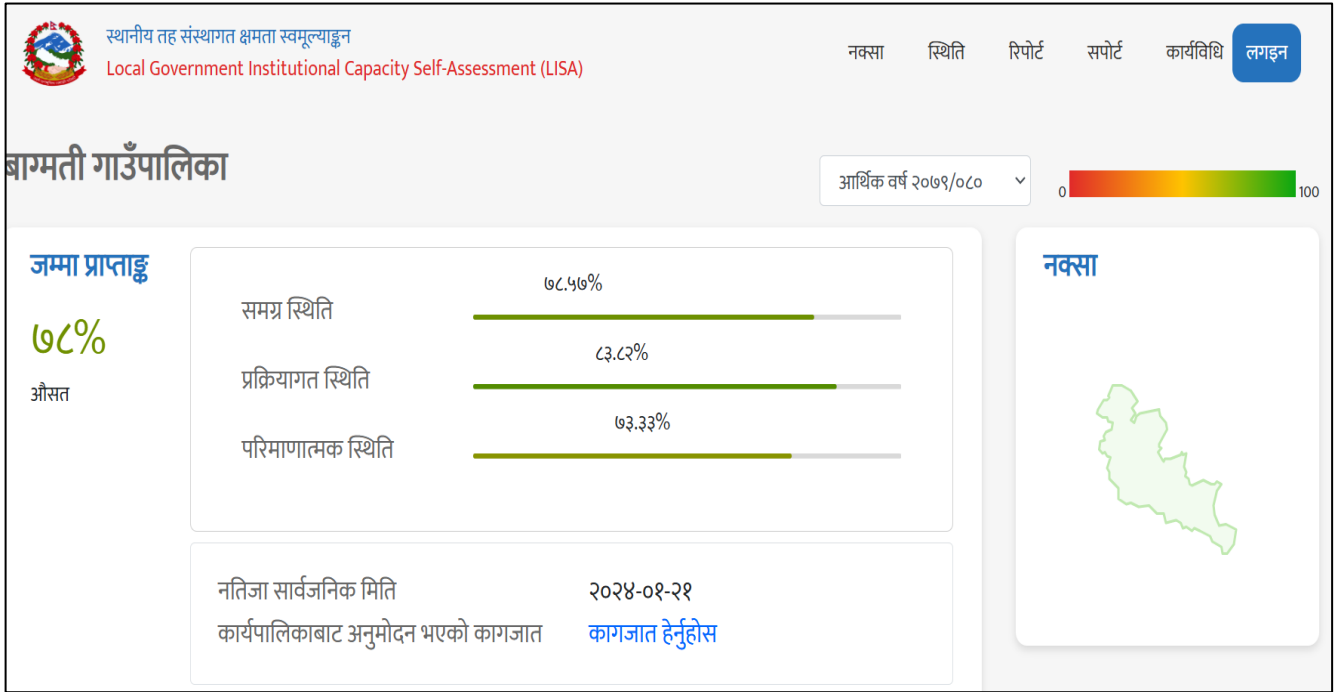 स्थानीय तह संस्थागत क्षमता स्वमूल्याङ्कन
Local Government Institutional Capacity Self-Assessment (LISA)
नक्सा स्थिति रिपोर्ट सपोर्ट कार्यविधि लगइन
बाग्मती गाउँपालिका
आर्थिक वर्ष २०७९/०८०
0 100
जम्मा प्राप्ताङ्क
७८%
औसत
समग्र स्थिति ७८.५७%
प्रक्रियागत स्थिति ८३.८२%
परिमाणात्मक स्थिति ७३.३३%
नतिजा सार्वजनिक मिति २०२४-०१-२१
कार्यपालिकाबाट अनुमोदन भएको कागजात कागजात हेर्नुहोस
नक्सा